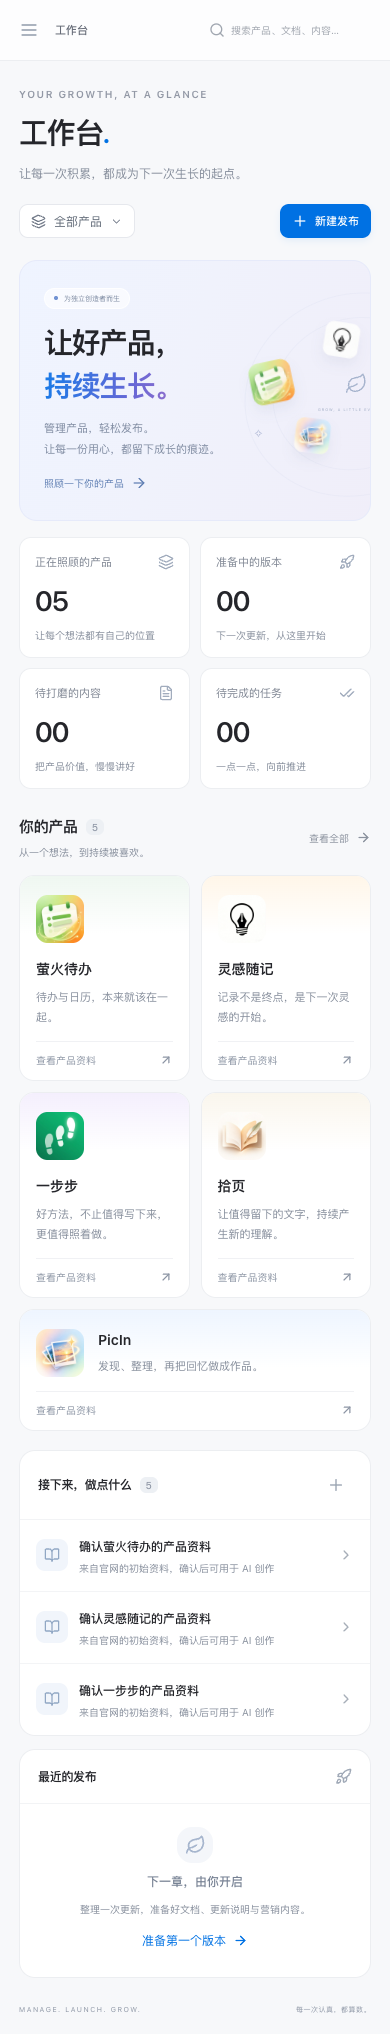 工作台
搜索产品、文档、内容...
YOUR GROWTH, AT A GLANCE
工作台.
让每一次积累，都成为下一次生长的起点。
全部产品
新建发布
为独立创造者而生
让好产品，
持续生长。
管理产品，轻松发布。
让每一份用心，都留下成长的痕迹。
照顾一下你的产品
正在照顾的产品
05
让每个想法都有自己的位置
准备中的版本
00
下一次更新，从这里开始
待打磨的内容
00
把产品价值，慢慢讲好
待完成的任务
00
一点一点，向前推进
你的产品 5
从一个想法，到持续被喜欢。
查看全部
萤火待办
待办与日历，本来就该在一
起。
查看产品资料
灵感随记
记录不是终点，是下一次灵
感的开始。
查看产品资料
一步步
好方法，不止值得写下来，
更值得照着做。
查看产品资料
拾页
让值得留下的文字，持续产
生新的理解。
查看产品资料
PicIn
发现、整理，再把回忆做成作品。
查看产品资料
接下来，做点什么 5
确认萤火待办的产品资料
来自官网的初始资料，确认后可用于 AI 创作
确认灵感随记的产品资料
来自官网的初始资料，确认后可用于 AI 创作
确认一步步的产品资料
来自官网的初始资料，确认后可用于 AI 创作
最近的发布
下一章，由你开启
整理一次更新，准备好文档、更新说明与营销内容。
准备第一个版本
MANAGE. LAUNCH. GROW.
每一次认真，都算数。